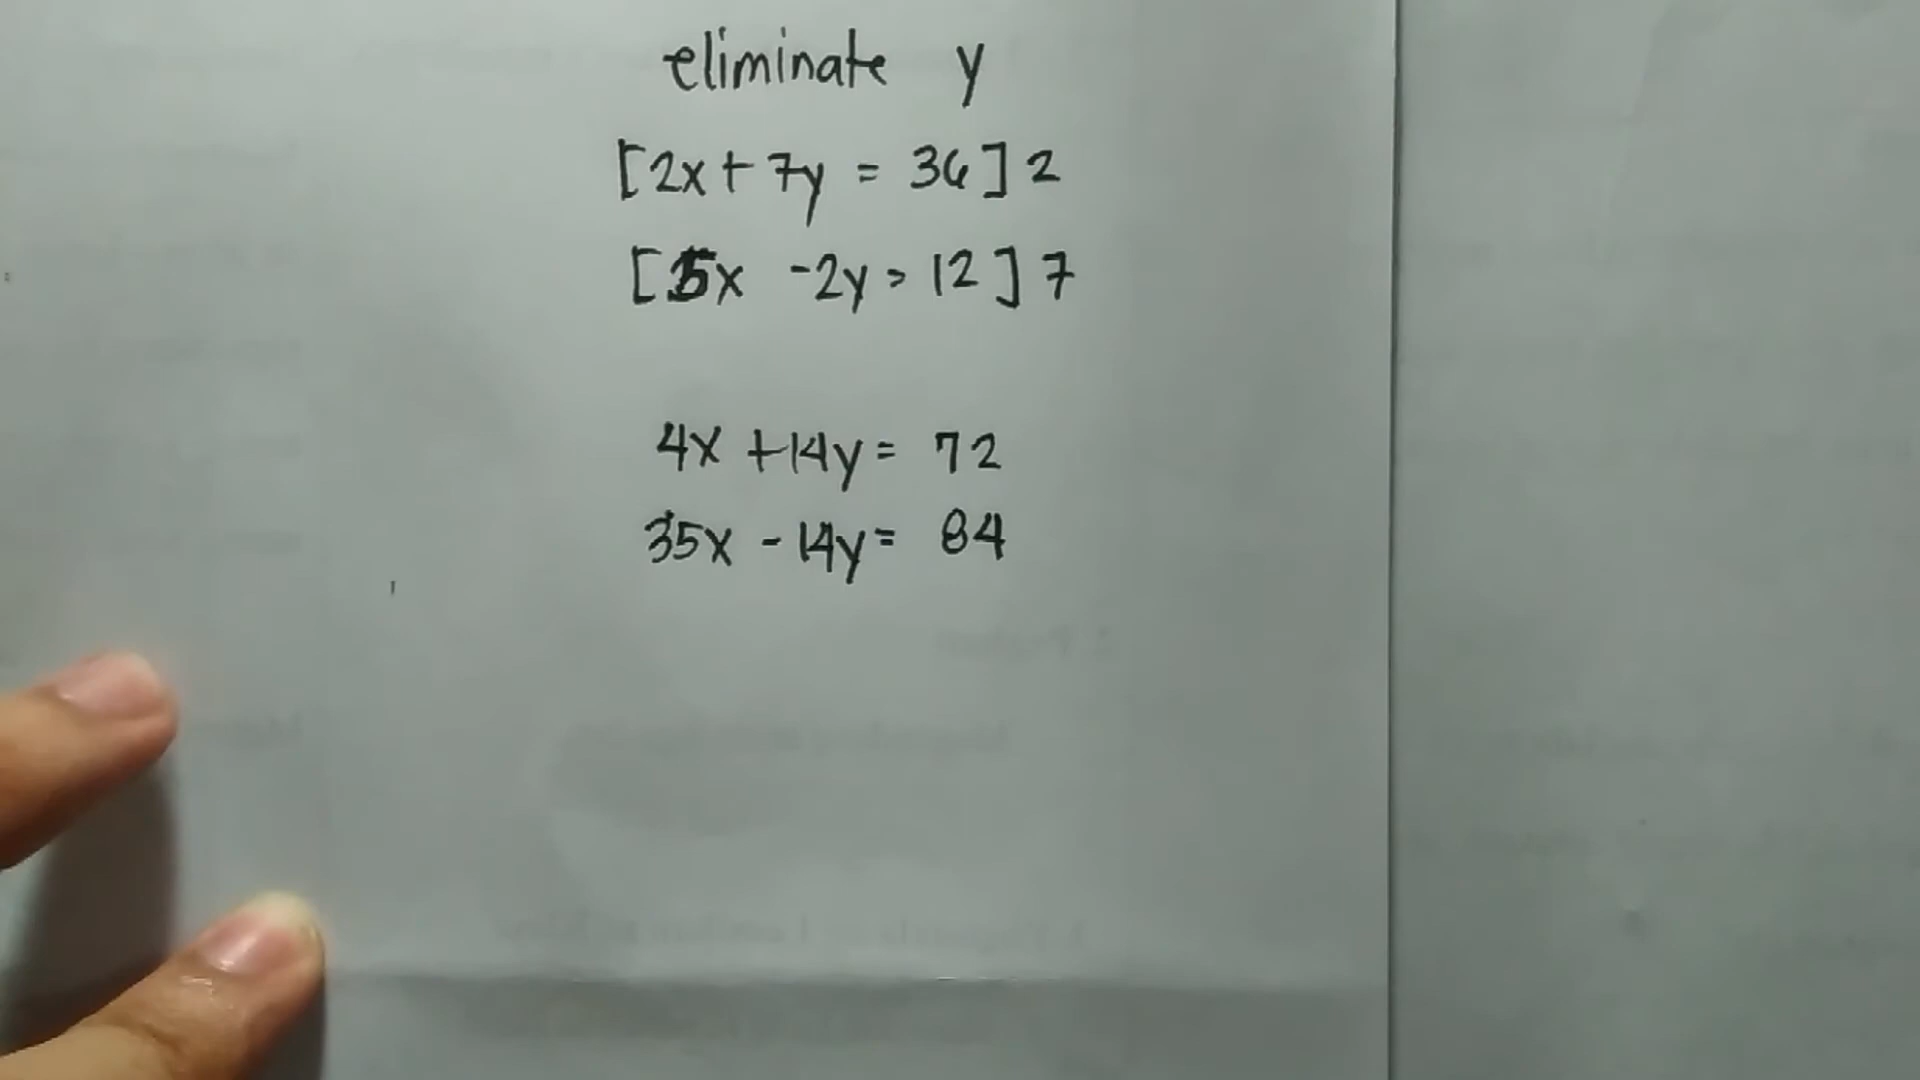 eliminate y
[2x + 7y = 36] 2
[5x - 2y = 12] 7
4x + 14y = 72
35x - 14y = 84